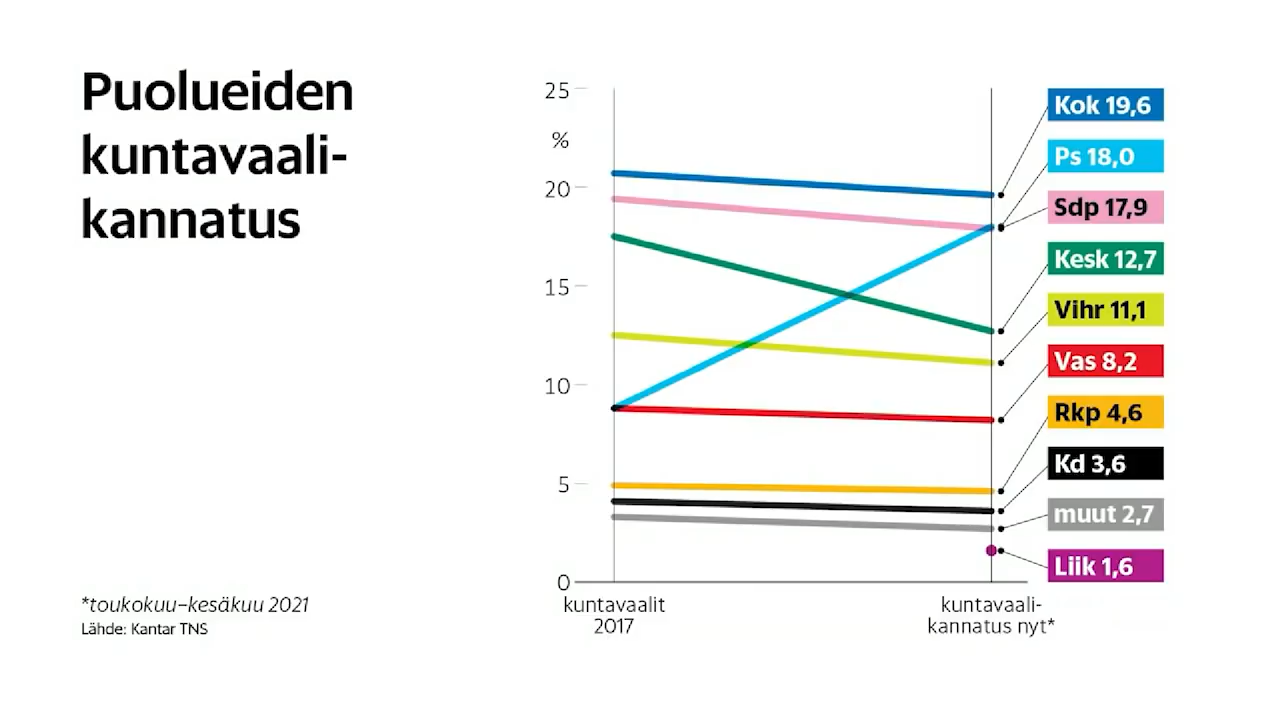 Puolueiden
kuntavaali-
kannatus
25
%
20
15
10
5
0
kuntavaalit
2017
kuntavaali-
kannatus nyt*
Kok 19,6
Ps 18,0
Sdp 17,9
Kesk 12,7
Vihr 11,1
Vas 8,2
Rkp 4,6
Kd 3,6
muut 2,7
Liik 1,6
*toukokuu–kesäkuu 2021
Lähde: Kantar TNS